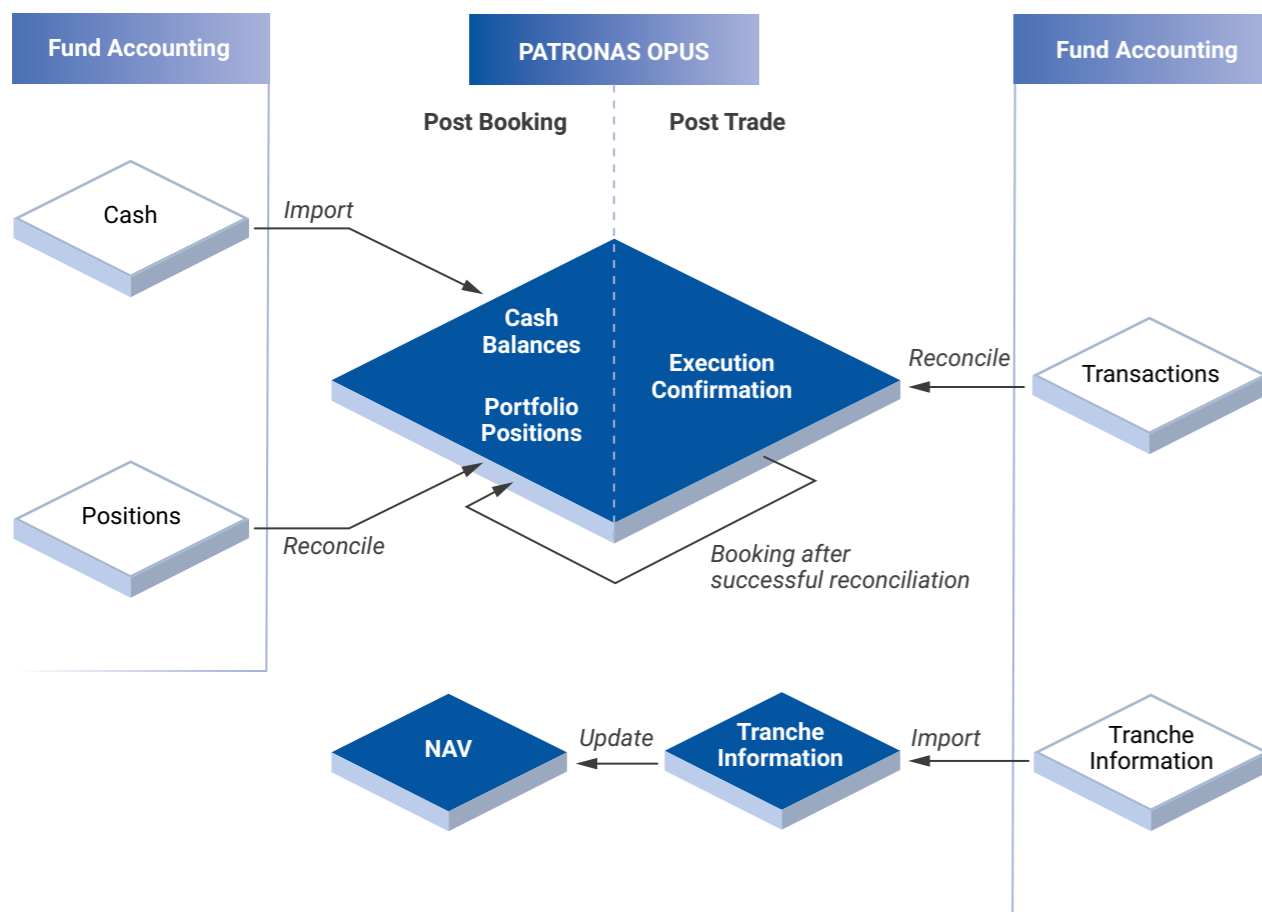 Fund Accounting
PATRONAS OPUS
Fund Accounting
Post Booking
Post Trade
Cash
Import
Cash
Balances
Execution
Confirmation
Reconcile
Transactions
Portfolio
Positions
Positions
Reconcile
Booking after
successful reconciliation
NAV
Update
Tranche
Information
Import
Tranche
Information